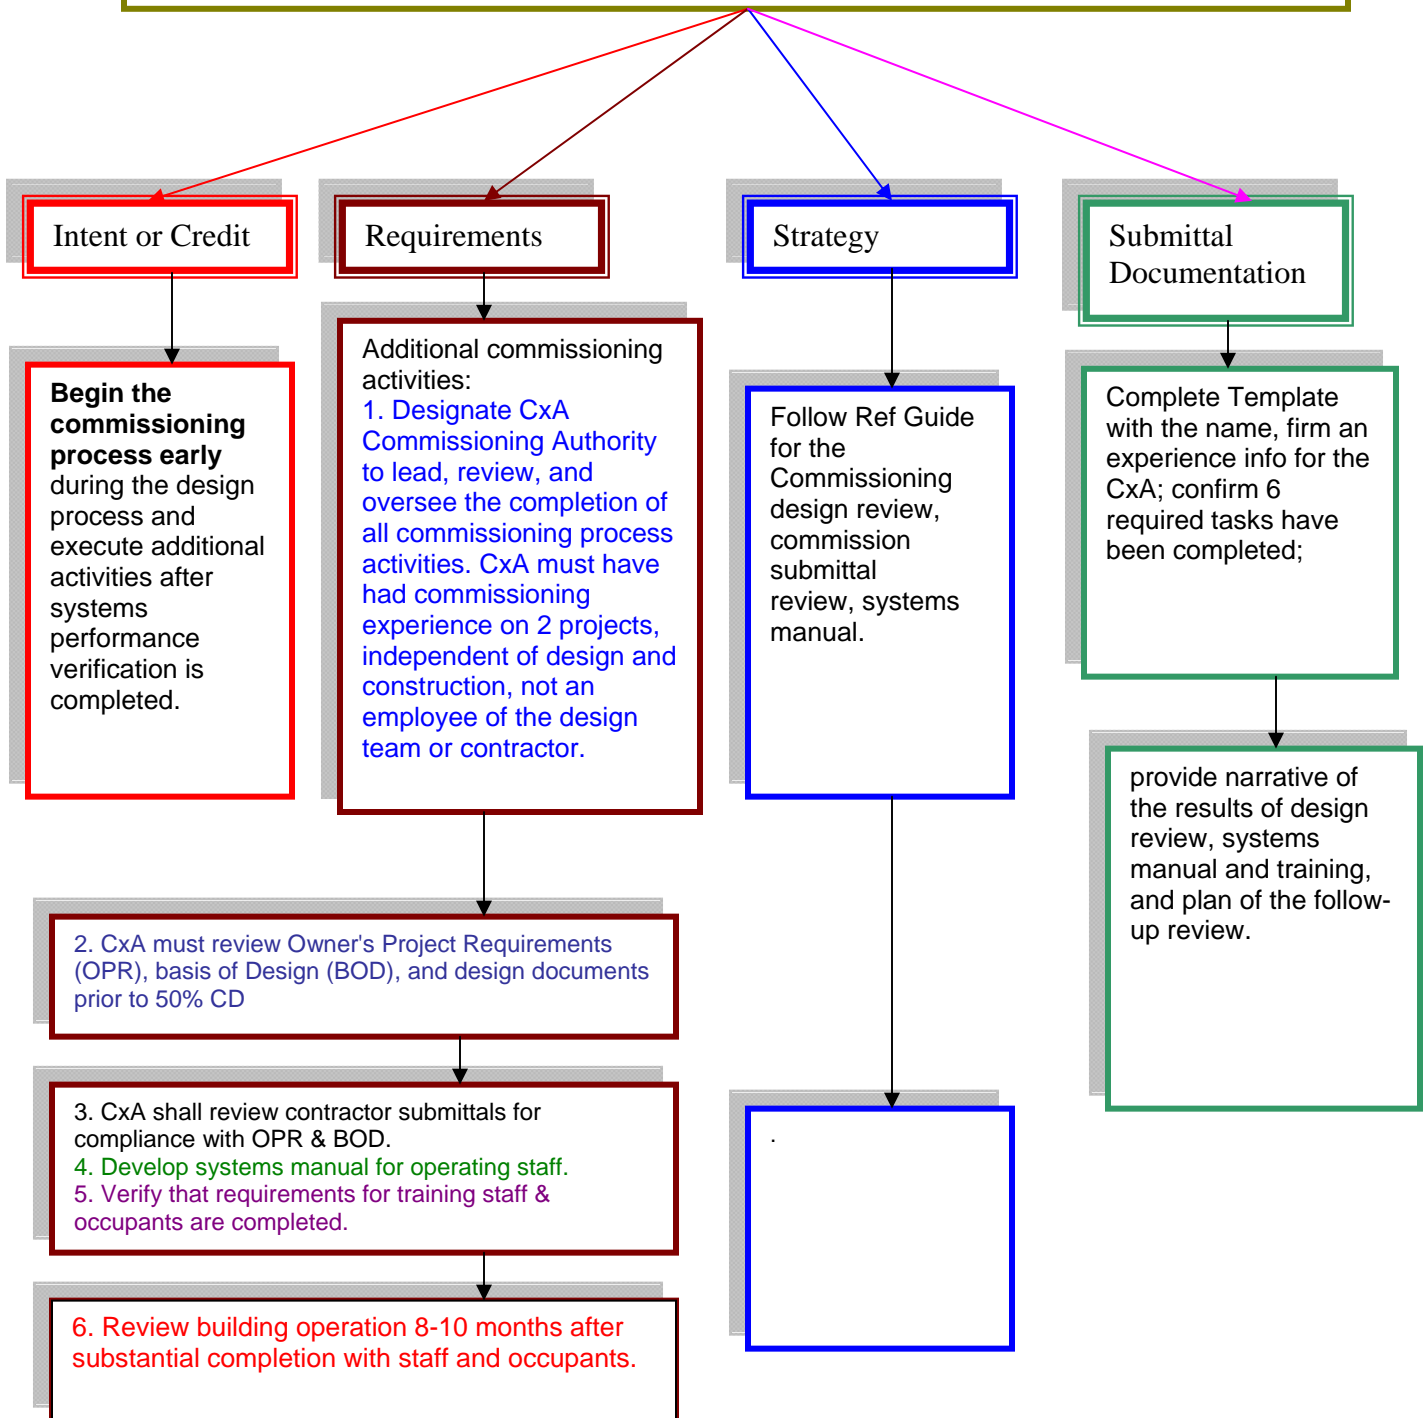 Intent or Credit
Requirements
Strategy
Submittal
Documentation
Begin the
commissioning
process early
during the design
process and
execute additional
activities after
systems
performance
verification is
completed.
Additional commissioning
activities:
1. Designate CxA
Commissioning Authority
to lead, review, and
oversee the completion of
all commissioning process
activities. CxA must have
had commissioning
experience on 2 projects,
independent of design and
construction, not an
employee of the design
team or contractor.
2. CxA must review Owner's Project Requirements
(OPR), basis of Design (BOD), and design documents
prior to 50% CD
3. CxA shall review contractor submittals for
compliance with OPR & BOD.
4. Develop systems manual for operating staff.
5. Verify that requirements for training staff &
occupants are completed.
6. Review building operation 8-10 months after
substantial completion with staff and occupants.
Follow Ref Guide
for the
Commissioning
design review,
commission
submittal
review, systems
manual.
.
Complete Template
with the name, firm an
experience info for the
CxA; confirm 6
required tasks have
been completed;
provide narrative of
the results of design
review, systems
manual and training,
and plan of the follow-
up review.